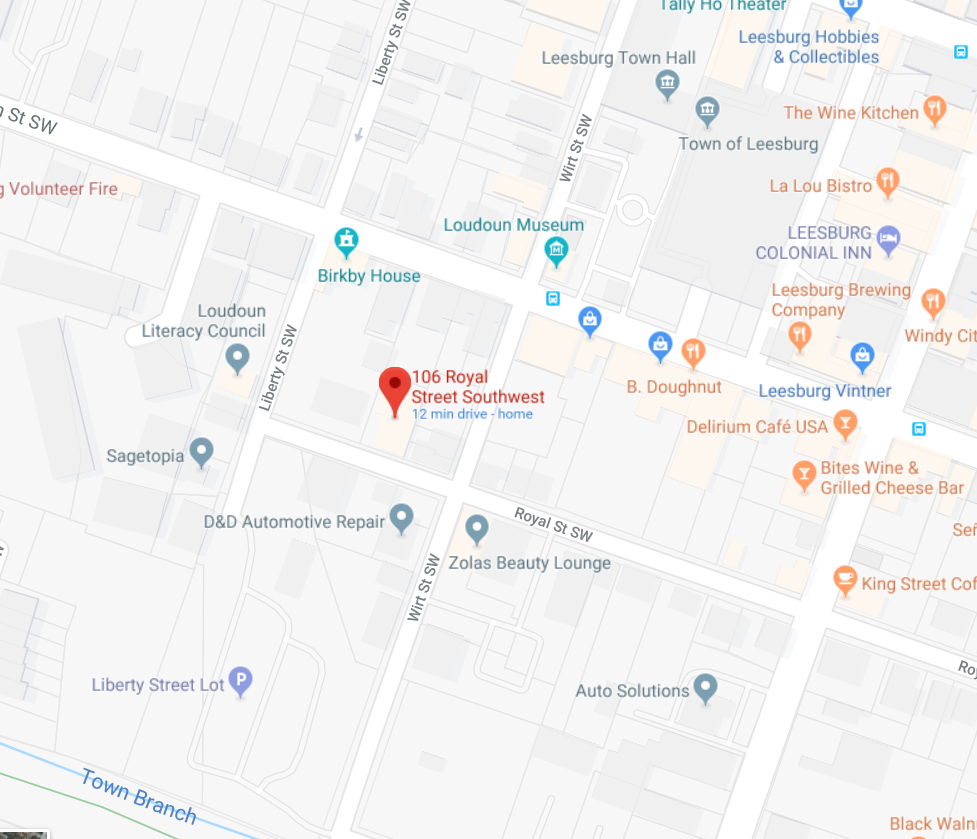 Tally Ho Theater
Liberty St SW
Leesburg Hobbies
& Collectibles
Leesburg Town Hall
The Wine Kitchen
n St SW
Wirt St SW
Town of Leesburg
g Volunteer Fire
La Lou Bistro
Loudoun Museum
LEESBURG
COLONIAL INN
Birkby House
Leesburg Brewing
Company
Loudoun
Literacy Council
Windy Cit
Liberty St SW
106 Royal
Street Southwest
12 min drive - home
B. Doughnut
Leesburg Vintner
Delirium Café USA
Sagetopia
Bites Wine &
Grilled Cheese Bar
D&D Automotive Repair
Royal St SW
Señ
Zolas Beauty Lounge
Wirt St SW
King Street Cof
Roy
Liberty Street Lot
P
Auto Solutions
Town Branch
Black Waln